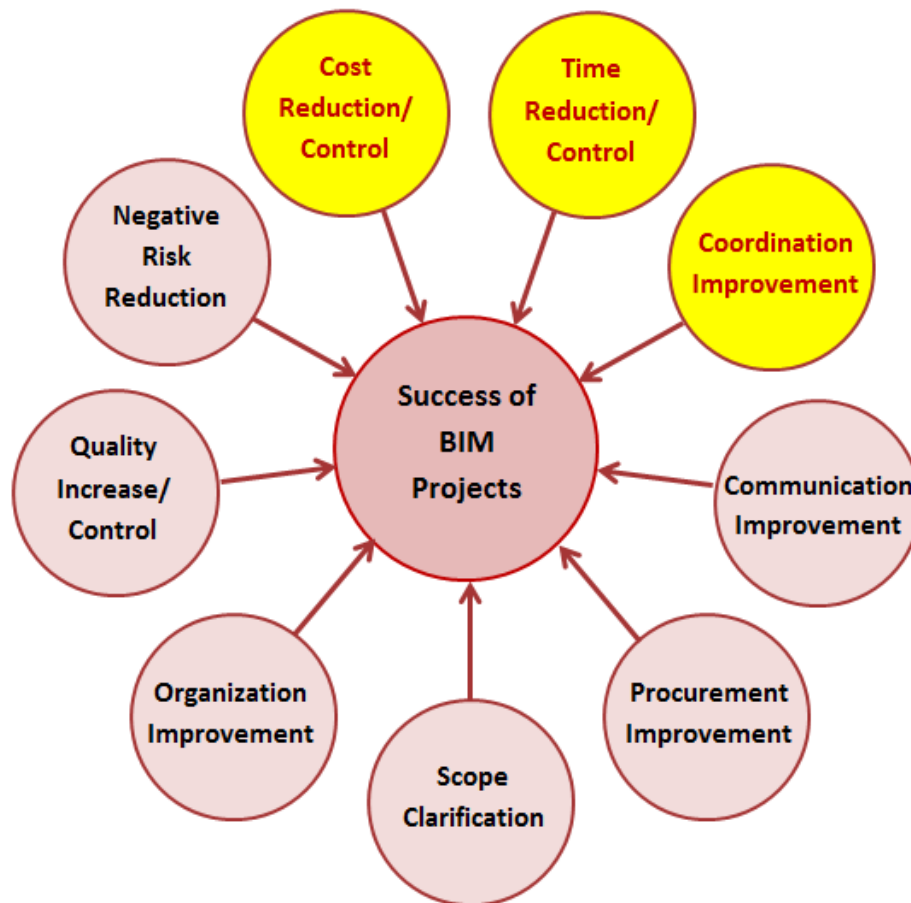 Cost
Reduction/
Control
Time
Reduction/
Control
Coordination
Improvement
Negative
Risk
Reduction
Success of
BIM
Projects
Quality
Increase/
Control
Communication
Improvement
Organization
Improvement
Procurement
Improvement
Scope
Clarification